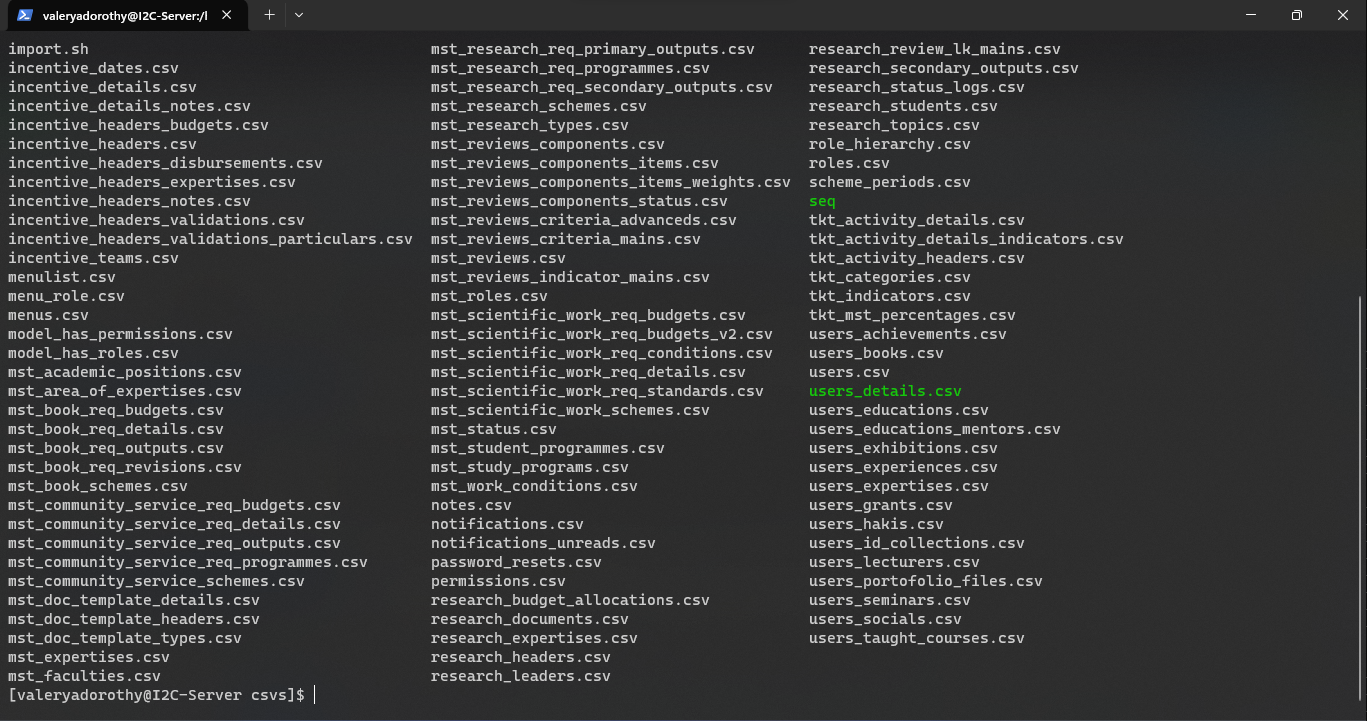 valeryadorothy@I2C-Server:/l
import.sh
incentive_dates.csv
incentive_details.csv
incentive_details_notes.csv
incentive_headers_budgets.csv
incentive_headers.csv
incentive_headers_disbursements.csv
incentive_headers_expertises.csv
incentive_headers_notes.csv
incentive_headers_validations.csv
incentive_headers_validations_particulars.csv
incentive_teams.csv
menulist.csv
menu_role.csv
menus.csv
model_has_permissions.csv
model_has_roles.csv
mst_academic_positions.csv
mst_area_of_expertises.csv
mst_book_req_budgets.csv
mst_book_req_details.csv
mst_book_req_outputs.csv
mst_book_req_revisions.csv
mst_book_schemes.csv
mst_community_service_req_budgets.csv
mst_community_service_req_details.csv
mst_community_service_req_outputs.csv
mst_community_service_req_programmes.csv
mst_community_service_schemes.csv
mst_doc_template_details.csv
mst_doc_template_headers.csv
mst_doc_template_types.csv
mst_expertises.csv
mst_faculties.csv
mst_research_req_primary_outputs.csv
mst_research_req_programmes.csv
mst_research_req_secondary_outputs.csv
mst_research_schemes.csv
mst_research_types.csv
mst_reviews_components.csv
mst_reviews_components_items.csv
mst_reviews_components_items_weights.csv
mst_reviews_components_status.csv
mst_reviews_criteria_advanceds.csv
mst_reviews_criteria_mains.csv
mst_reviews.csv
mst_reviews_indicator_mains.csv
mst_roles.csv
mst_scientific_work_req_budgets.csv
mst_scientific_work_req_budgets_v2.csv
mst_scientific_work_req_conditions.csv
mst_scientific_work_req_details.csv
mst_scientific_work_req_standards.csv
mst_scientific_work_schemes.csv
mst_status.csv
mst_student_programmes.csv
mst_study_programs.csv
mst_work_conditions.csv
notes.csv
notifications.csv
notifications_unreads.csv
password_resets.csv
permissions.csv
research_budget_allocations.csv
research_documents.csv
research_expertises.csv
research_headers.csv
research_leaders.csv
research_review_lk_mains.csv
research_secondary_outputs.csv
research_status_logs.csv
research_students.csv
research_topics.csv
role_hierarchy.csv
roles.csv
scheme_periods.csv
seq
tkt_activity_details.csv
tkt_activity_details_indicators.csv
tkt_activity_headers.csv
tkt_categories.csv
tkt_indicators.csv
tkt_mst_percentages.csv
users_achievements.csv
users_books.csv
users.csv
users_details.csv
users_educations.csv
users_educations_mentors.csv
users_exhibitions.csv
users_experiences.csv
users_expertises.csv
users_grants.csv
users_hakis.csv
users_id_collections.csv
users_lecturers.csv
users_portofolio_files.csv
users_seminars.csv
users_socials.csv
users_taught_courses.csv
[valeryadorothy@I2C-Server csvs]$